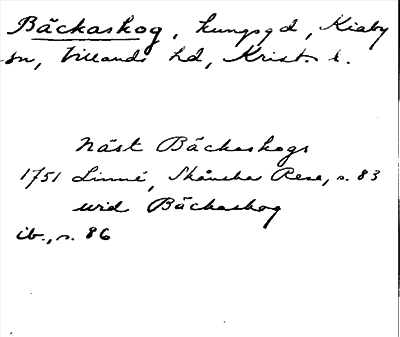 Bäckaskog, kungsgd, Kiaby
sn, Villands hd, Krist. l.
näst Bäckaskogs
1751 Linné, Skånska Resa, s. 83
wid Bäckaskog
ib., s. 86